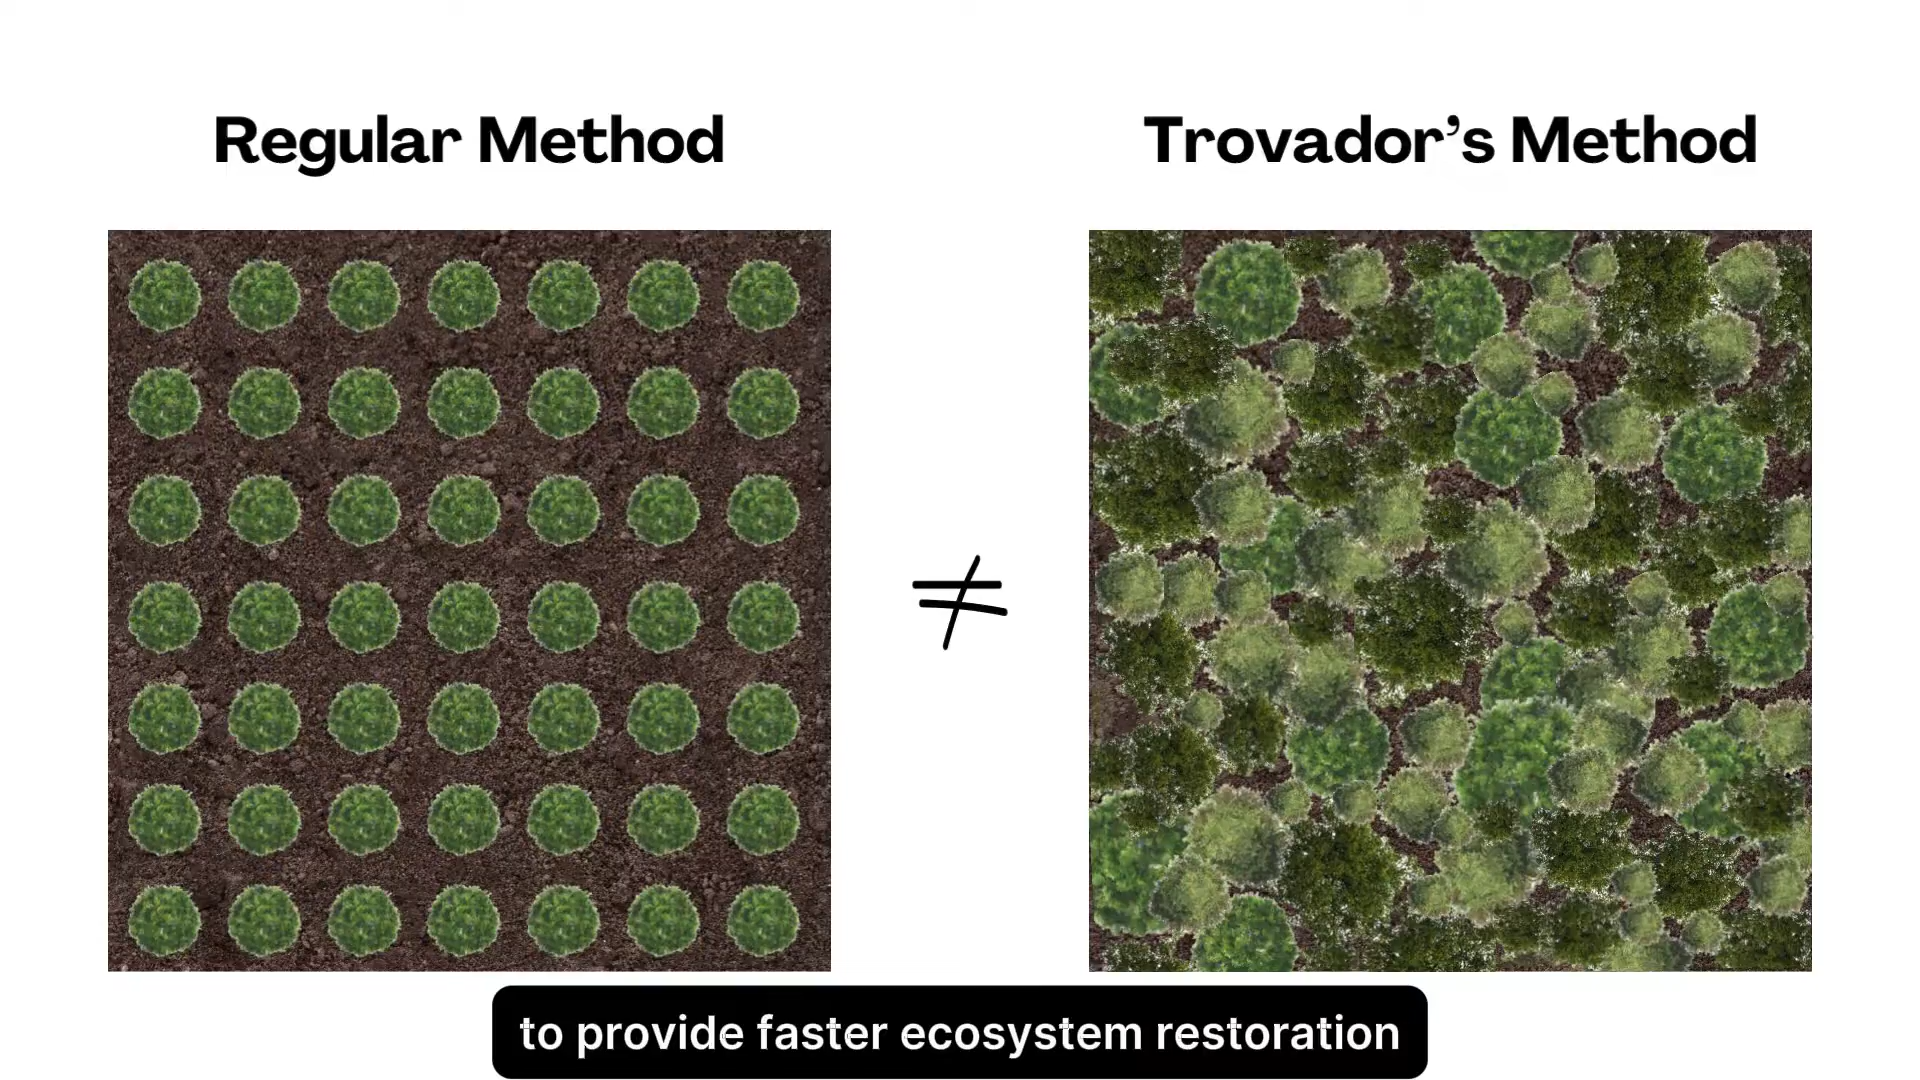 Regular Method
Trovador’s Method
≠
to provide faster ecosystem restoration